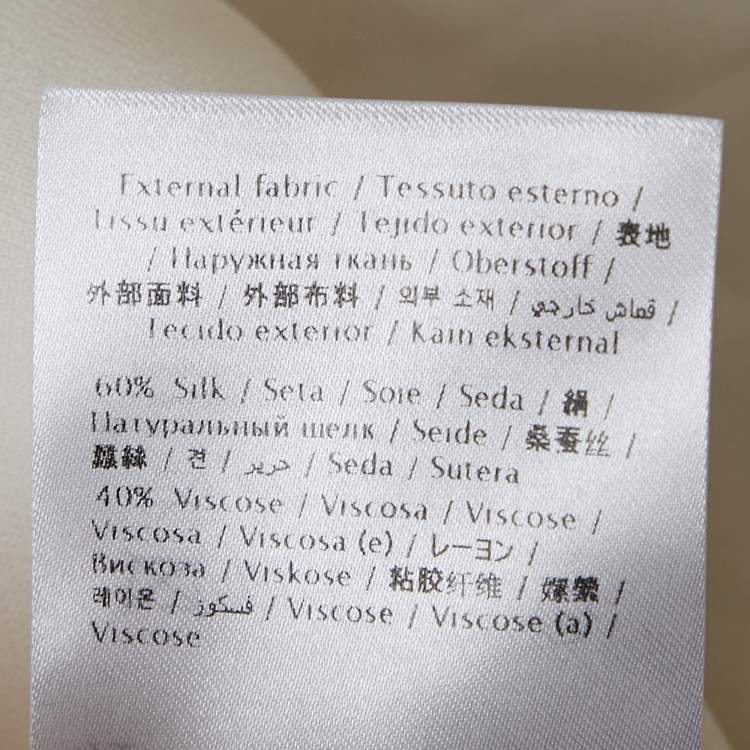 External fabric / Tessuto esterno /
Tissu extérieur / Tejido exterior / 表地
/ Наружная ткань / Oberstoff /
外部面料 / 外部布料 / 외부 소재 / قماش خارجي /
Tecido exterior / Kain eksternal
60% Silk / Seta / Soie / Seda / 絹 /
Натуральный шелк / Seide / 桑蚕丝 /
蠶絲 / 견 / حرير / Seda / Sutera
40% Viscose / Viscosa / Viscose /
Viscosa / Viscosa (e) / レーヨン /
Вискоза / Viskose / 粘胶纤维 / 嫘縈 /
레이온 / فسكوز / Viscose / Viscose (a) /
Viscose